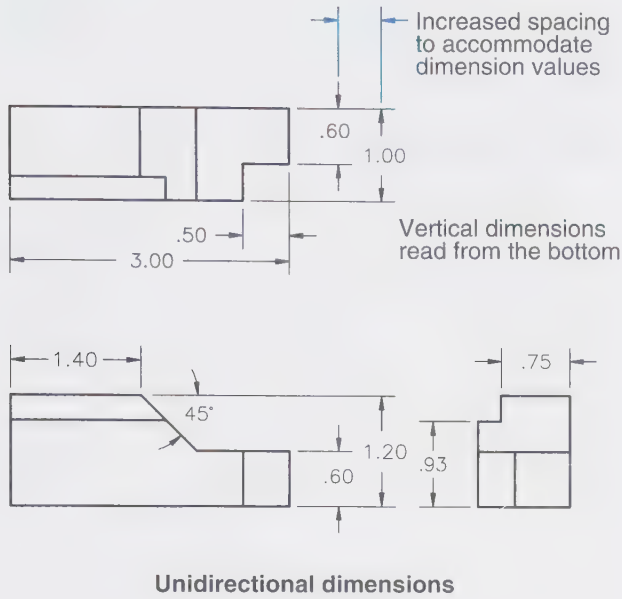 Increased spacing
to accommodate
dimension values
.60
1.00
.50
3.00
Vertical dimensions
read from the bottom
1.40
.75
45°
1.20
.93
.60
Unidirectional dimensions